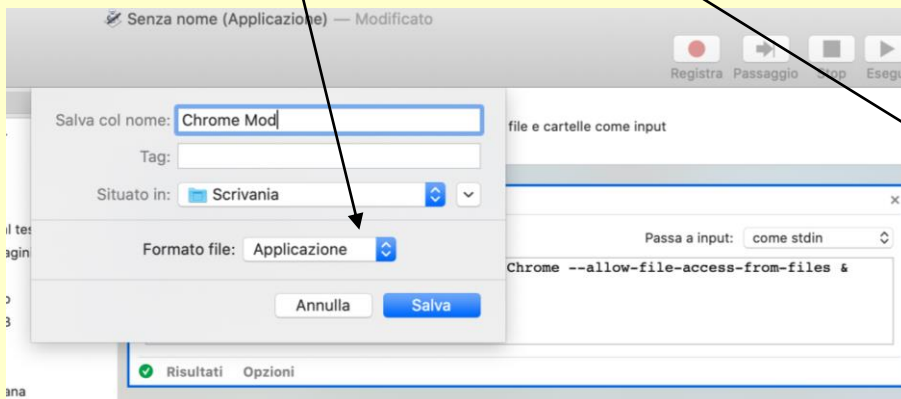 Senza nome (Applicazione) — Modificato
Registra Passaggio Stop Esegu
Salva col nome: Chrome Mod
file e cartelle come input
Tag:
Situato in: Scrivania
Passa a input: come stdin
Formato file: Applicazione
Chrome --allow-file-access-from-files &
Annulla Salva
Risultati Opzioni